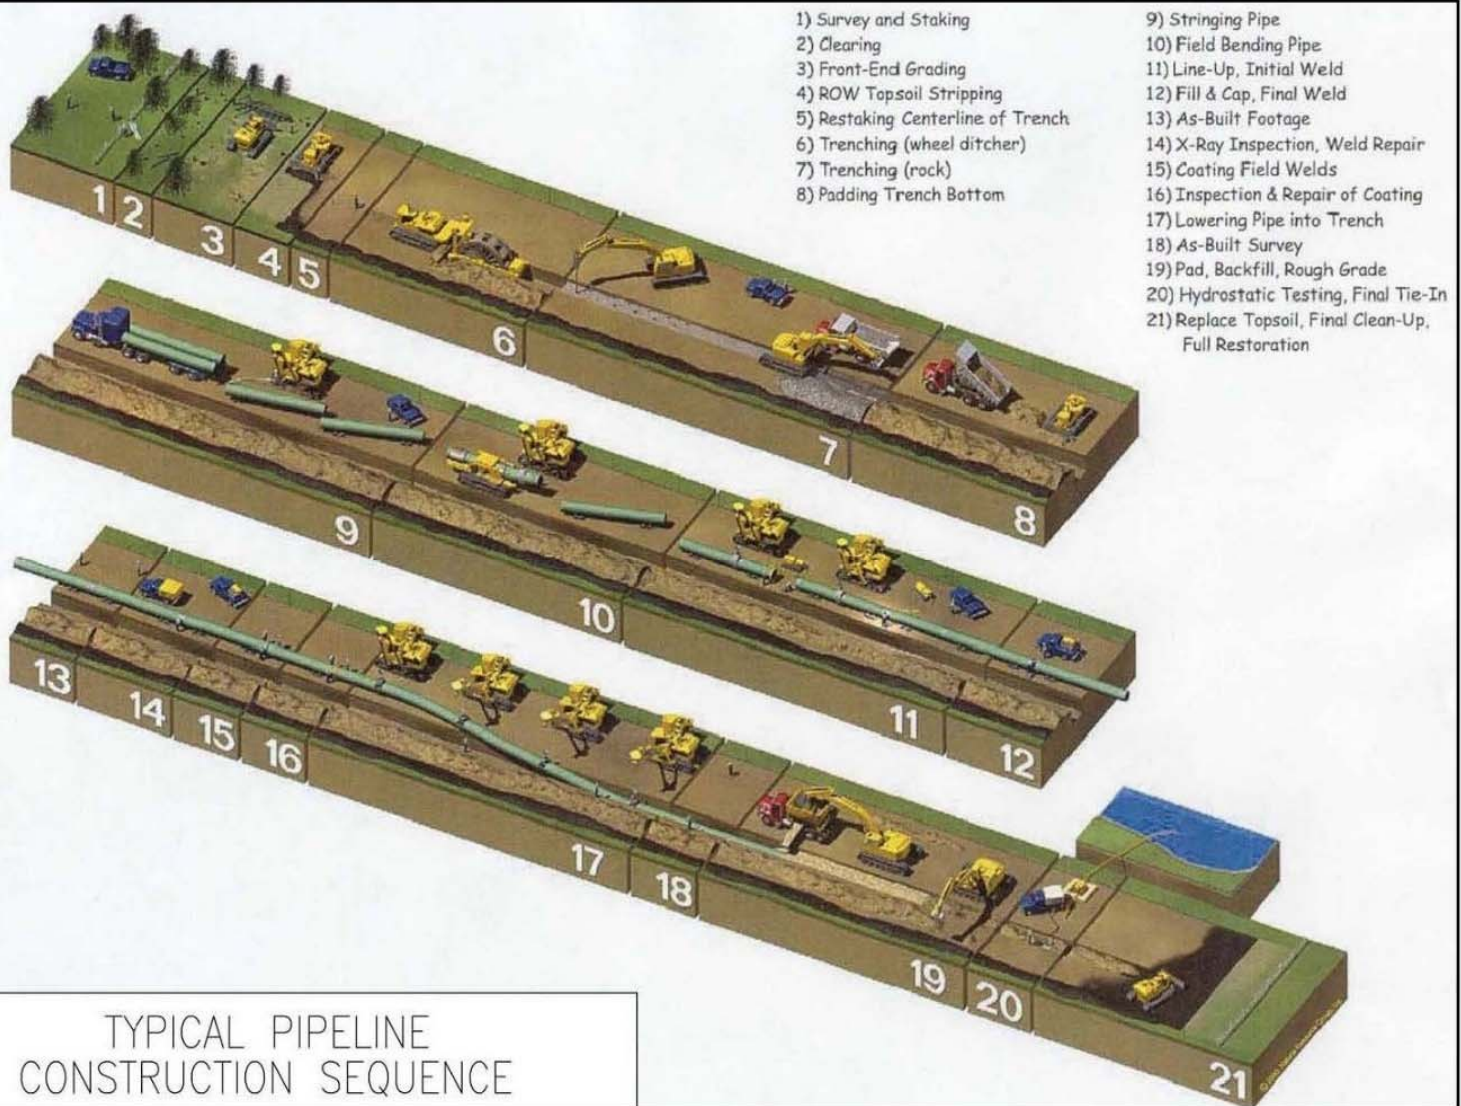 1) Survey and Staking
2) Clearing
3) Front-End Grading
4) ROW Topsoil Stripping
5) Restaking Centerline of Trench
6) Trenching (wheel ditcher)
7) Trenching (rock)
8) Padding Trench Bottom
9) Stringing Pipe
10) Field Bending Pipe
11) Line-Up, Initial Weld
12) Fill & Cap, Final Weld
13) As-Built Footage
14) X-Ray Inspection, Weld Repair
15) Coating Field Welds
16) Inspection & Repair of Coating
17) Lowering Pipe into Trench
18) As-Built Survey
19) Pad, Backfill, Rough Grade
20) Hydrostatic Testing, Final Tie-In
21) Replace Topsoil, Final Clean-Up,
Full Restoration
1
2
3
4
5
6
7
8
9
10
11
12
13
14
15
16
17
18
19
20
21
TYPICAL PIPELINE
CONSTRUCTION SEQUENCE